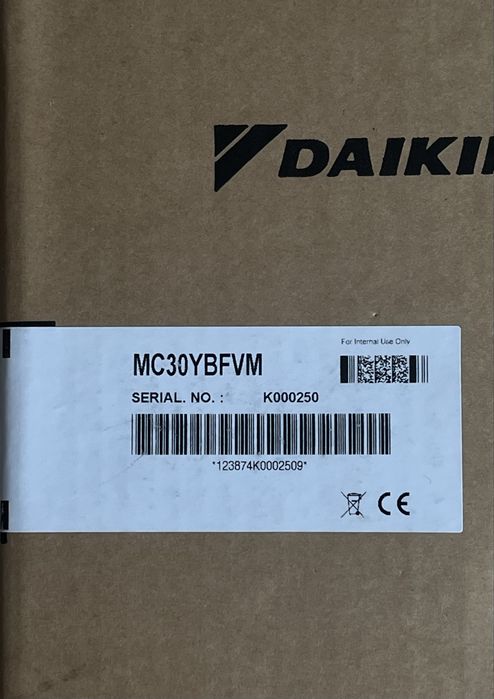 DAIKI
For Internal Use Only
MC30YBFVM
SERIAL. NO. : K000250
*123874K0002509*
CE